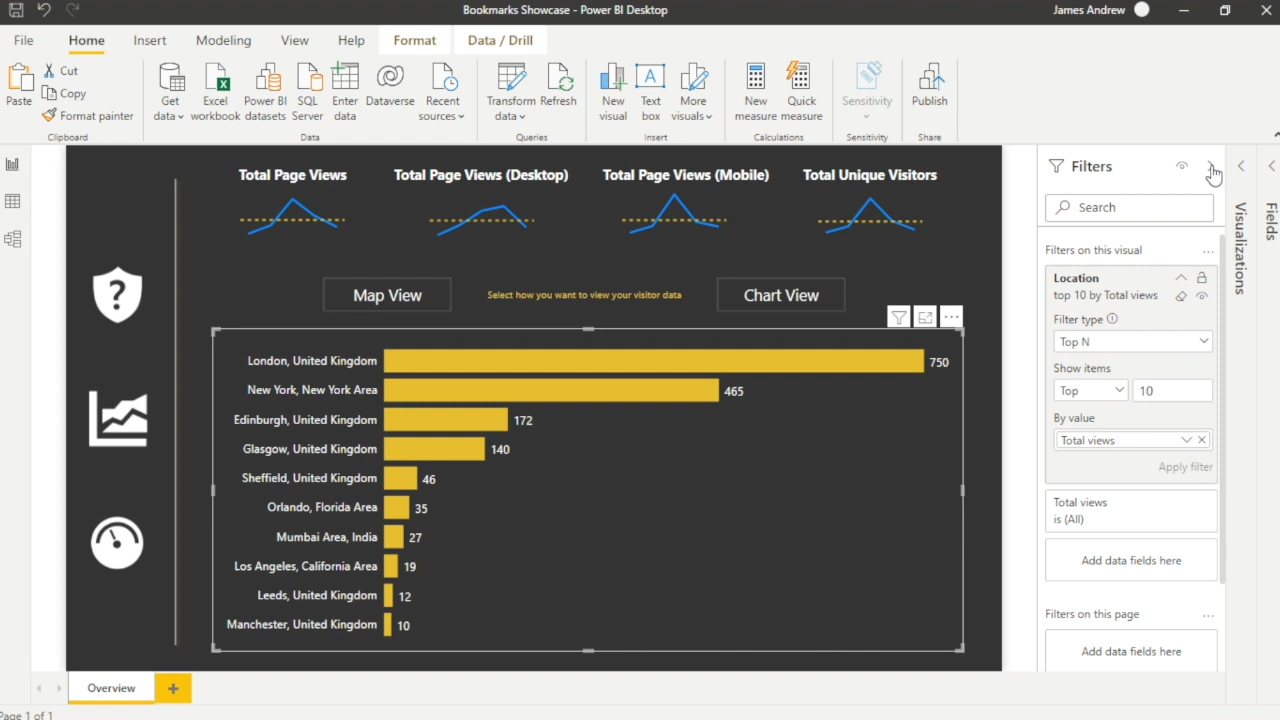 Bookmarks Showcase - Power BI Desktop
James Andrew
File Home Insert Modeling View Help Format Data / Drill
Paste
Cut
Copy
Format painter
Clipboard
Get data
Excel workbook
Power BI datasets
SQL Server
Enter data
Dataverse
Recent sources
Data
Transform data
Refresh
Queries
New visual
A
Text box
More visuals
Insert
New measure
Quick measure
Calculations
Sensitivity
Sensitivity
Publish
Share
Total Page Views
Total Page Views (Desktop)
Total Page Views (Mobile)
Total Unique Visitors
Map View
Select how you want to view your visitor data
Chart View
London, United Kingdom 750
New York, New York Area 465
Edinburgh, United Kingdom 172
Glasgow, United Kingdom 140
Sheffield, United Kingdom 46
Orlando, Florida Area 35
Mumbai Area, India 27
Los Angeles, California Area 19
Leeds, United Kingdom 12
Manchester, United Kingdom 10
Filters
Search
Filters on this visual ...
Location
top 10 by Total views
Filter type
Top N
Show items
Top 10
By value
Total views
Apply filter
Total views
is (All)
Add data fields here
Filters on this page ...
Add data fields here
Visualizations
Fields
Overview
Page 1 of 1